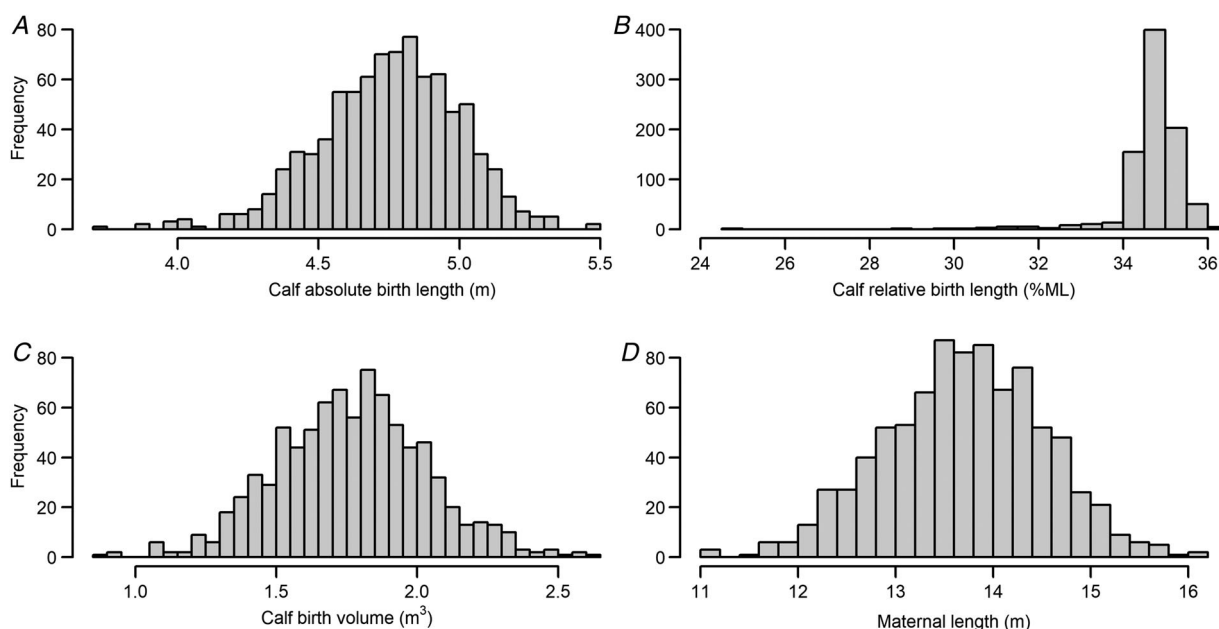 A
80
60
40
20
0
Frequency
4.0 4.5 5.0 5.5
Calf absolute birth length (m)
B
400
300
200
100
0
24 26 28 30 32 34 36
Calf relative birth length (%ML)
C
80
60
40
20
0
Frequency
1.0 1.5 2.0 2.5
Calf birth volume (m³)
D
80
60
40
20
0
11 12 13 14 15 16
Maternal length (m)